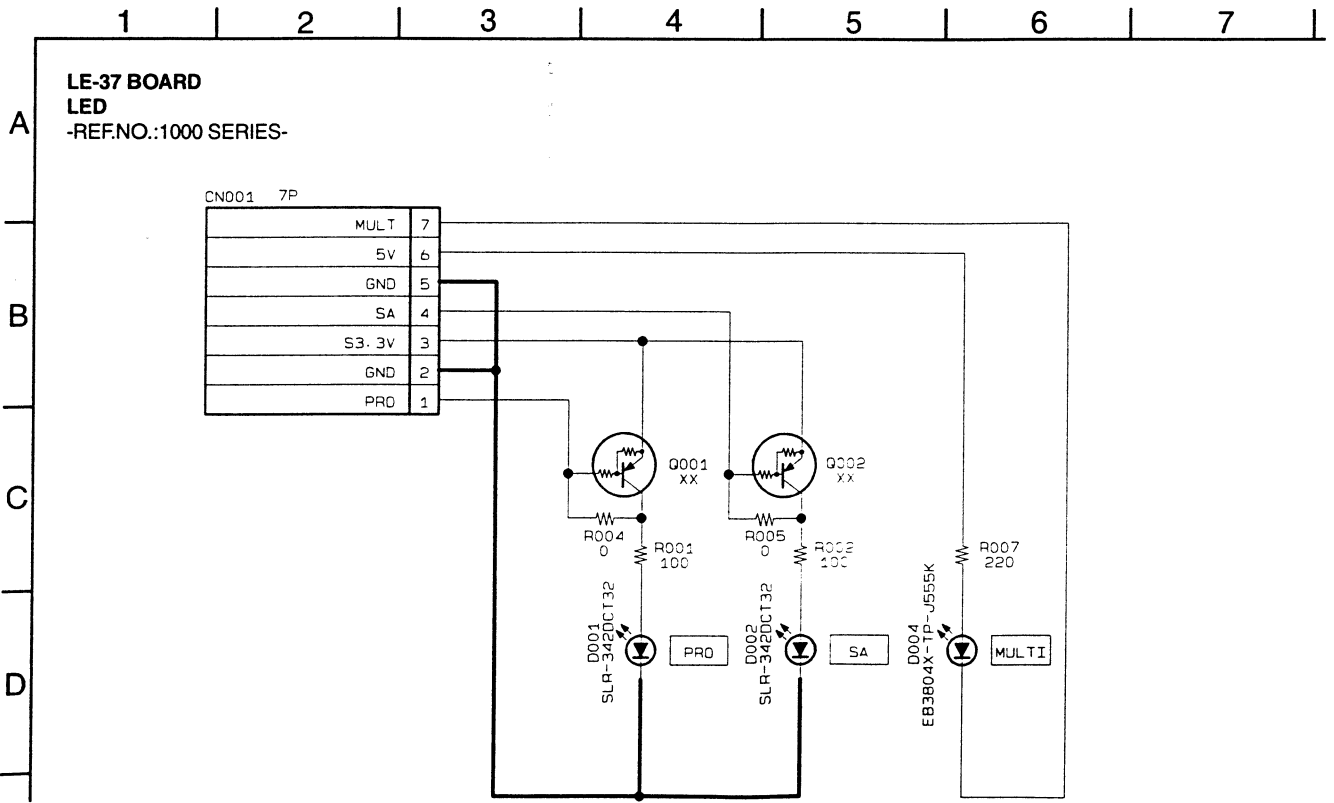 1 2 3 4 5 6 7
A
B
C
D
LE-37 BOARD
LED
-REF.NO.:1000 SERIES-
CN001 7P
MULT 7
5V 6
GND 5
SA 4
S3.3V 3
GND 2
PRO 1
Q001
XX
Q002
XX
R004
0
R001
100
R005
0
R002
100
R007
220
D001
SLR-342DCT32
PRO
D002
SLR-342DCT32
SA
D004
EB3804X-TP-J555K
MULTI